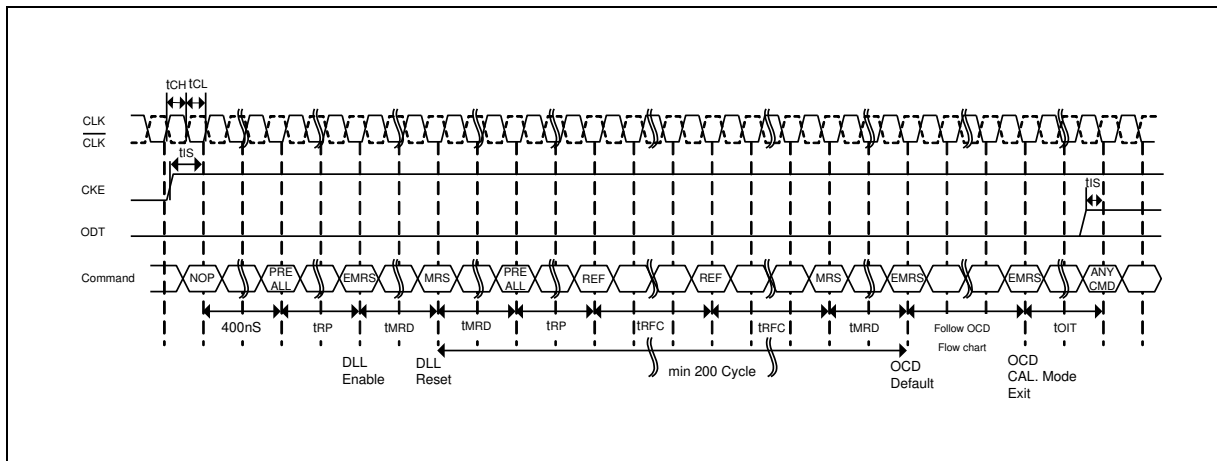 tCH tCL
CLK
CLK
tIS
CKE
tIS
ODT
Command NOP PRE ALL EMRS MRS PRE ALL REF REF MRS EMRS EMRS ANY CMD
400nS tRP tMRD tMRD tRP tRFC tRFC tMRD Follow OCD Flow chart tOIT
DLL Enable
DLL Reset
min 200 Cycle
OCD Default
OCD CAL. Mode Exit